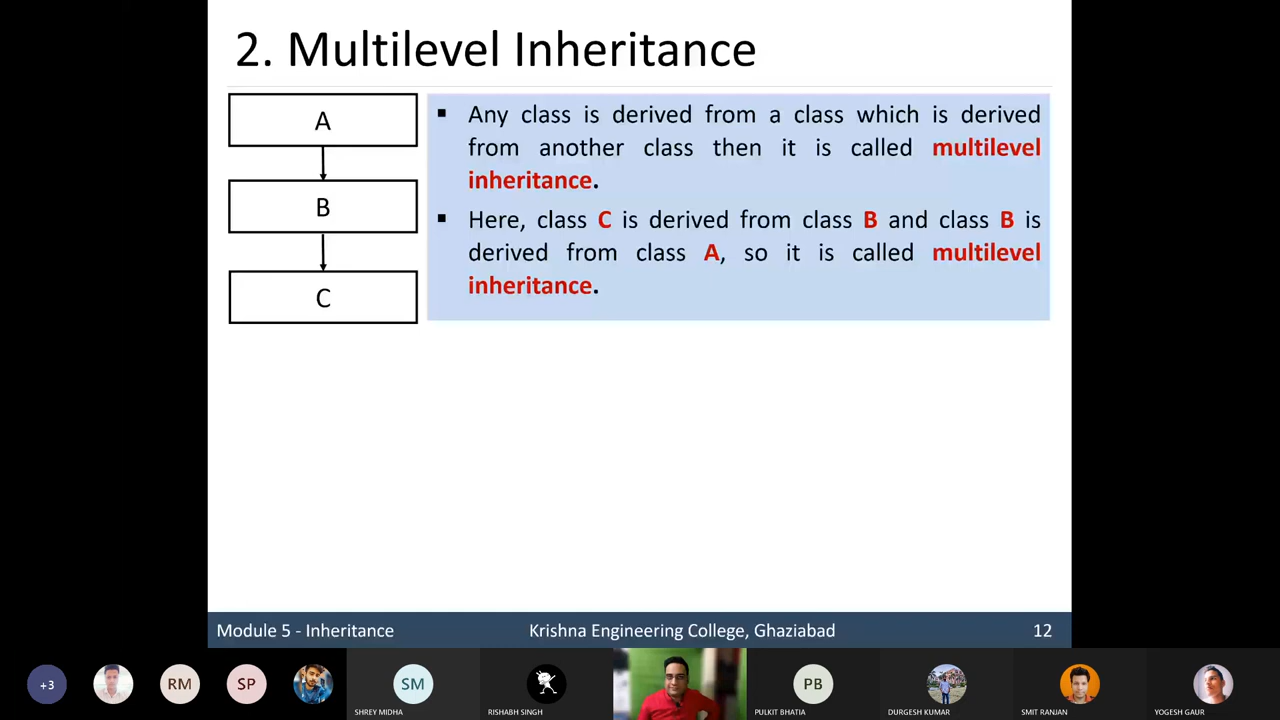 2. Multilevel Inheritance
A
B
C
▪ Any class is derived from a class which is derived
from another class then it is called multilevel
inheritance.
▪ Here, class C is derived from class B and class B is
derived from class A, so it is called multilevel
inheritance.
Module 5 - Inheritance
Krishna Engineering College, Ghaziabad
12
+3
RM
SP
SM
SHREY MIDHA
RISHABH SINGH
PB
PULKIT BHATIA
DURGESH KUMAR
SMIT RANJAN
YOGESH GAUR